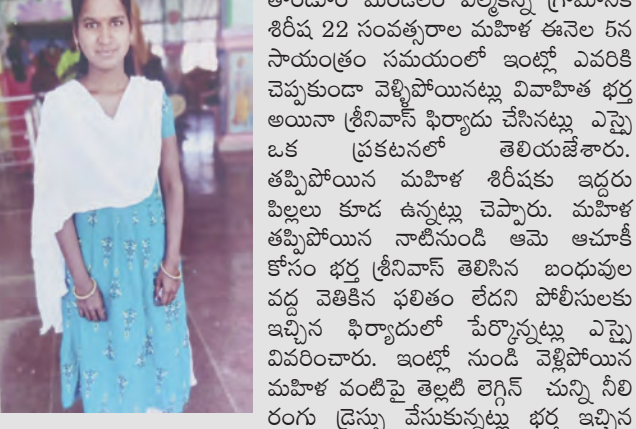 తాండూరు మండలం గ్రామానికి
శిరీష 22 సంవత్సరాల మహిళ ఈనెల 5న
సాయంత్రం సమయంలో ఇంట్లో ఎవరికి
చెప్పకుండా వెళ్ళిపోయినట్లు వివాహిత భర్త
అయినా శ్రీనివాస్ ఫిర్యాదు చేసినట్లు ఎస్సై
ఒక ప్రకటనలో తెలియజేశారు.
తప్పిపోయిన మహిళ శిరీషకు ఇద్దరు
పిల్లలు కూడ ఉన్నట్లు చెప్పారు. మహిళ
తప్పిపోయిన నాటినుండి ఆమె ఆచూకీ
కోసం భర్త శ్రీనివాస్ తెలిసిన బంధువుల
వద్ద వెతికిన ఫలితం లేదని పోలీసులకు
ఇచ్చిన ఫిర్యాదులో పేర్కొన్నట్లు ఎస్సై
వివరించారు. ఇంట్లో నుండి వెళ్లిపోయిన
మహిళ వంటిపై తెల్లటి లెగ్గిన్ చున్ని నీలి
రంగు డ్రెస్సు వేసుకున్నట్లు భర్త ఇచ్చిన